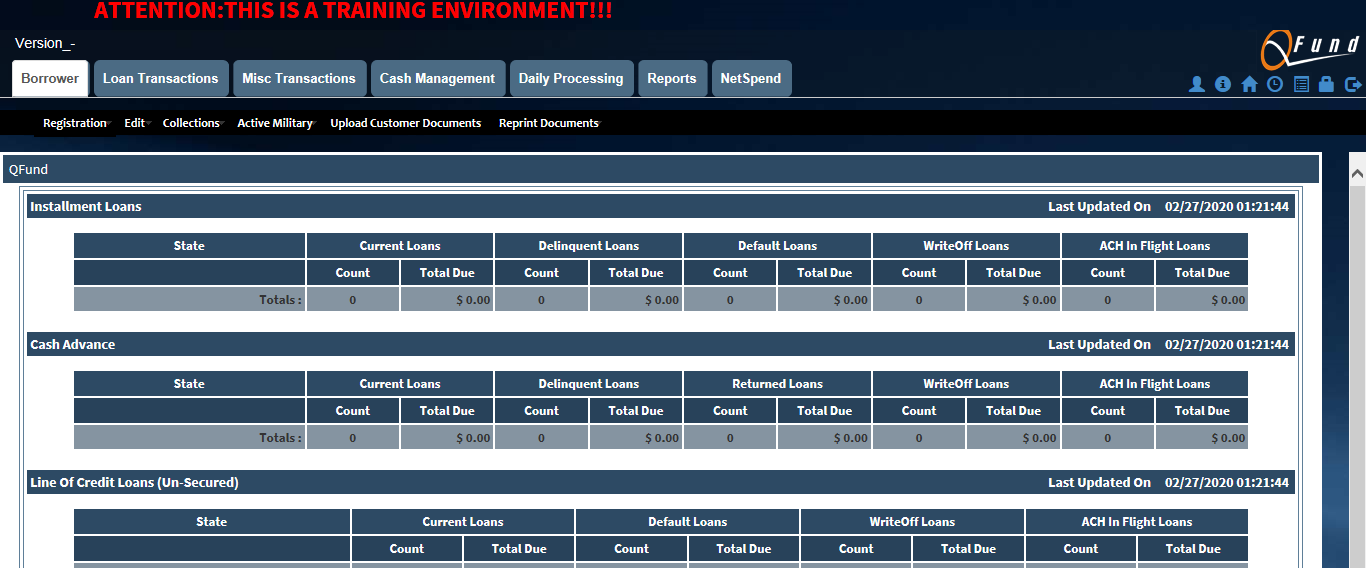 ATTENTION:THIS IS A TRAINING ENVIRONMENT!!!
Version_-
QFund
Borrower Loan Transactions Misc Transactions Cash Management Daily Processing Reports NetSpend
Registration Edit Collections Active Military Upload Customer Documents Reprint Documents
QFund
Installment Loans Last Updated On 02/27/2020 01:21:44
State Current Loans Delinquent Loans Default Loans WriteOff Loans ACH In Flight Loans
Count Total Due Count Total Due Count Total Due Count Total Due Count Total Due
Totals : 0 $ 0.00 0 $ 0.00 0 $ 0.00 0 $ 0.00 0 $ 0.00
Cash Advance Last Updated On 02/27/2020 01:21:44
State Current Loans Delinquent Loans Returned Loans WriteOff Loans ACH In Flight Loans
Count Total Due Count Total Due Count Total Due Count Total Due Count Total Due
Totals : 0 $ 0.00 0 $ 0.00 0 $ 0.00 0 $ 0.00 0 $ 0.00
Line Of Credit Loans (Un-Secured) Last Updated On 02/27/2020 01:21:44
State Current Loans Default Loans WriteOff Loans ACH In Flight Loans
Count Total Due Count Total Due Count Total Due Count Total Due